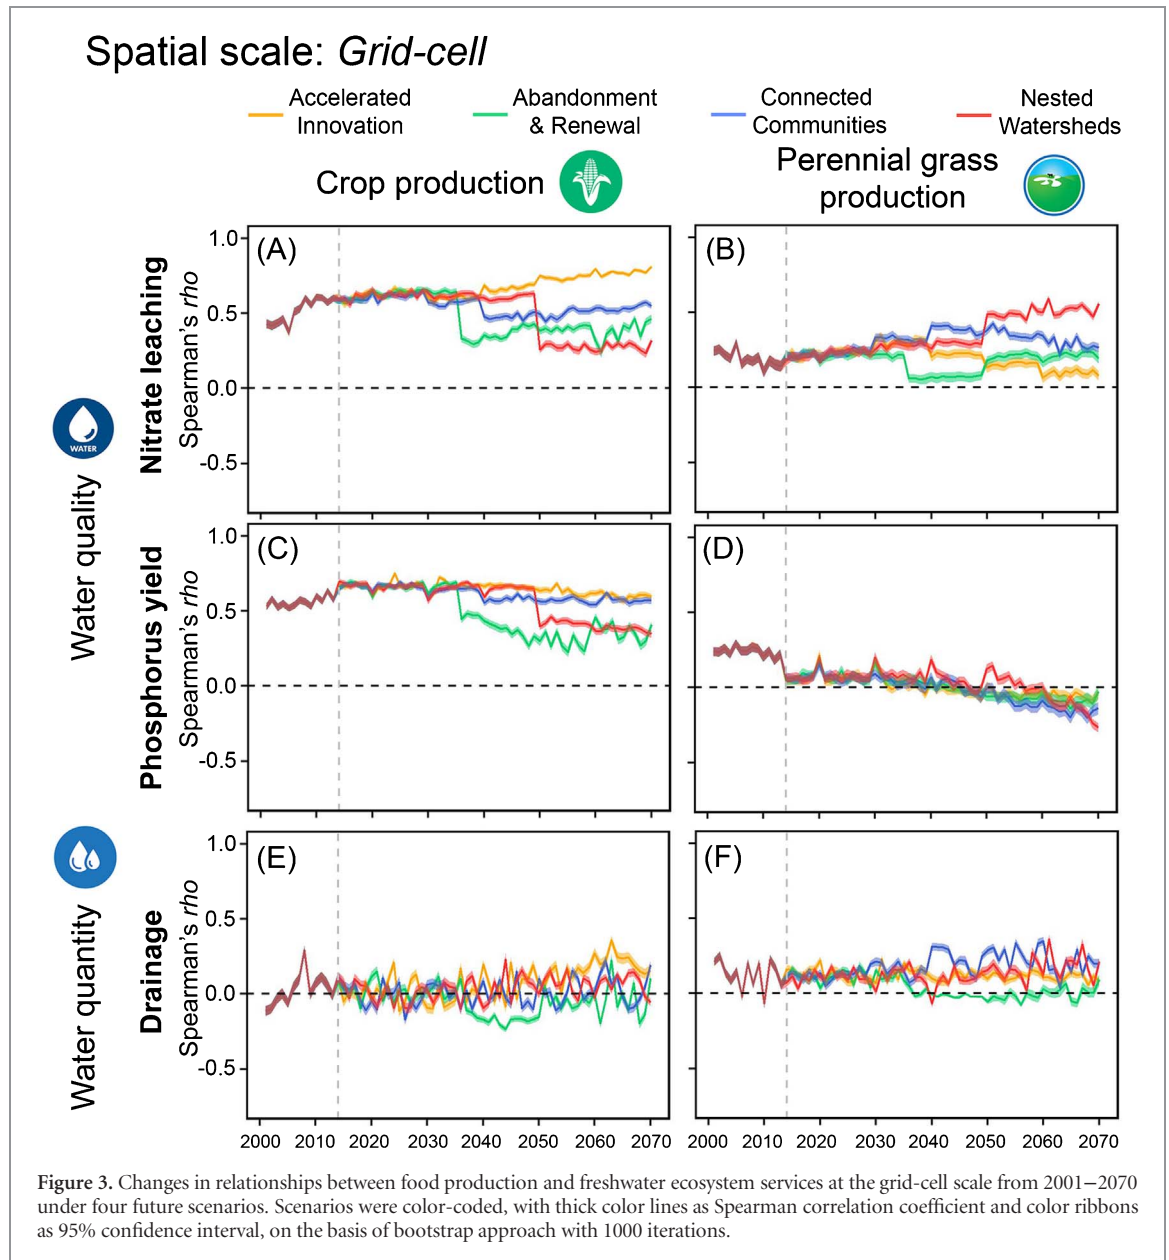 Spatial scale: Grid-cell
Accelerated
Innovation
Abandonment
& Renewal
Connected
Communities
Nested
Watersheds
Crop production
Perennial grass
production
Water quality
WATER
Nitrate leaching
Spearman's rho
1.0
0.5
0.0
-0.5
(A)
(B)
Phosphorus yield
Spearman's rho
1.0
0.5
0.0
-0.5
(C)
(D)
Water quantity
Drainage
Spearman's rho
1.0
0.5
0.0
-0.5
(E)
(F)
2000 2010 2020 2030 2040 2050 2060 2070
2000 2010 2020 2030 2040 2050 2060 2070
Figure 3. Changes in relationships between food production and freshwater ecosystem services at the grid-cell scale from 2001–2070
under four future scenarios. Scenarios were color-coded, with thick color lines as Spearman correlation coefficient and color ribbons
as 95% confidence interval, on the basis of bootstrap approach with 1000 iterations.